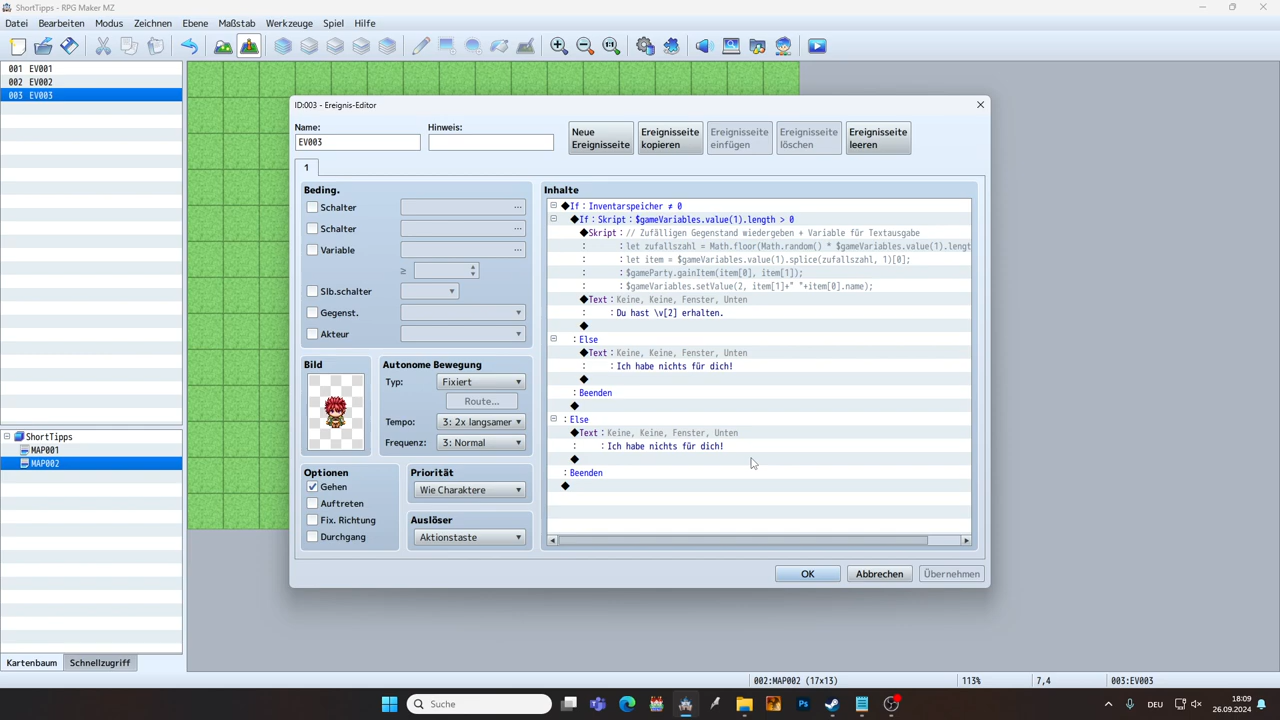 ShortTipps - RPG Maker MZ
Datei Bearbeiten Modus Zeichnen Ebene Maßstab Werkzeuge Spiel Hilfe
001 EV001
002 EV002
003 EV003
ID:003 - Ereignis-Editor
Name:
Hinweis:
EV003
Neue Ereignisseite
Ereignisseite kopieren
Ereignisseite einfügen
Ereignisseite löschen
Ereignisseite leeren
1
Beding.
Schalter
Schalter
Variable
≥
Slb.schalter
Gegenst.
Akteur
Bild
Autonome Bewegung
Typ: Fixiert
Route...
Tempo: 3: 2x langsamer
Frequenz: 3: Normal
Optionen
Gehen
Auftreten
Fix. Richtung
Durchgang
Priorität
Wie Charaktere
Auslöser
Aktionstaste
Inhalte
◆If：Inventarspeicher ≠ 0
◆If：Skript：$gameVariables.value(1).length > 0
◆Skript：// Zufälligen Gegenstand wiedergeben + Variable für Textausgabe
：　　　：let zufallszahl = Math.floor(Math.random() * $gameVariables.value(1).lengt
：　　　：let item = $gameVariables.value(1).splice(zufallszahl, 1)[0];
：　　　：$gameParty.gainItem(item[0], item[1]);
：　　　：$gameVariables.setValue(2, item[1]+" "+item[0].name);
◆Text：Keine, Keine, Fenster, Unten
：　　：Du hast \v[2] erhalten.
◆
：Else
◆Text：Keine, Keine, Fenster, Unten
：　　：Ich habe nichts für dich!
◆
：Beenden
◆
：Else
◆Text：Keine, Keine, Fenster, Unten
：　　：Ich habe nichts für dich!
◆
：Beenden
◆
OK Abbrechen Übernehmen
ShortTipps
MAP001
MAP002
Kartenbaum Schnellzugriff
002:MAP002 (17×13) 113% 7,4 003:EV003
Suche
DEU
18:09
26.09.2024